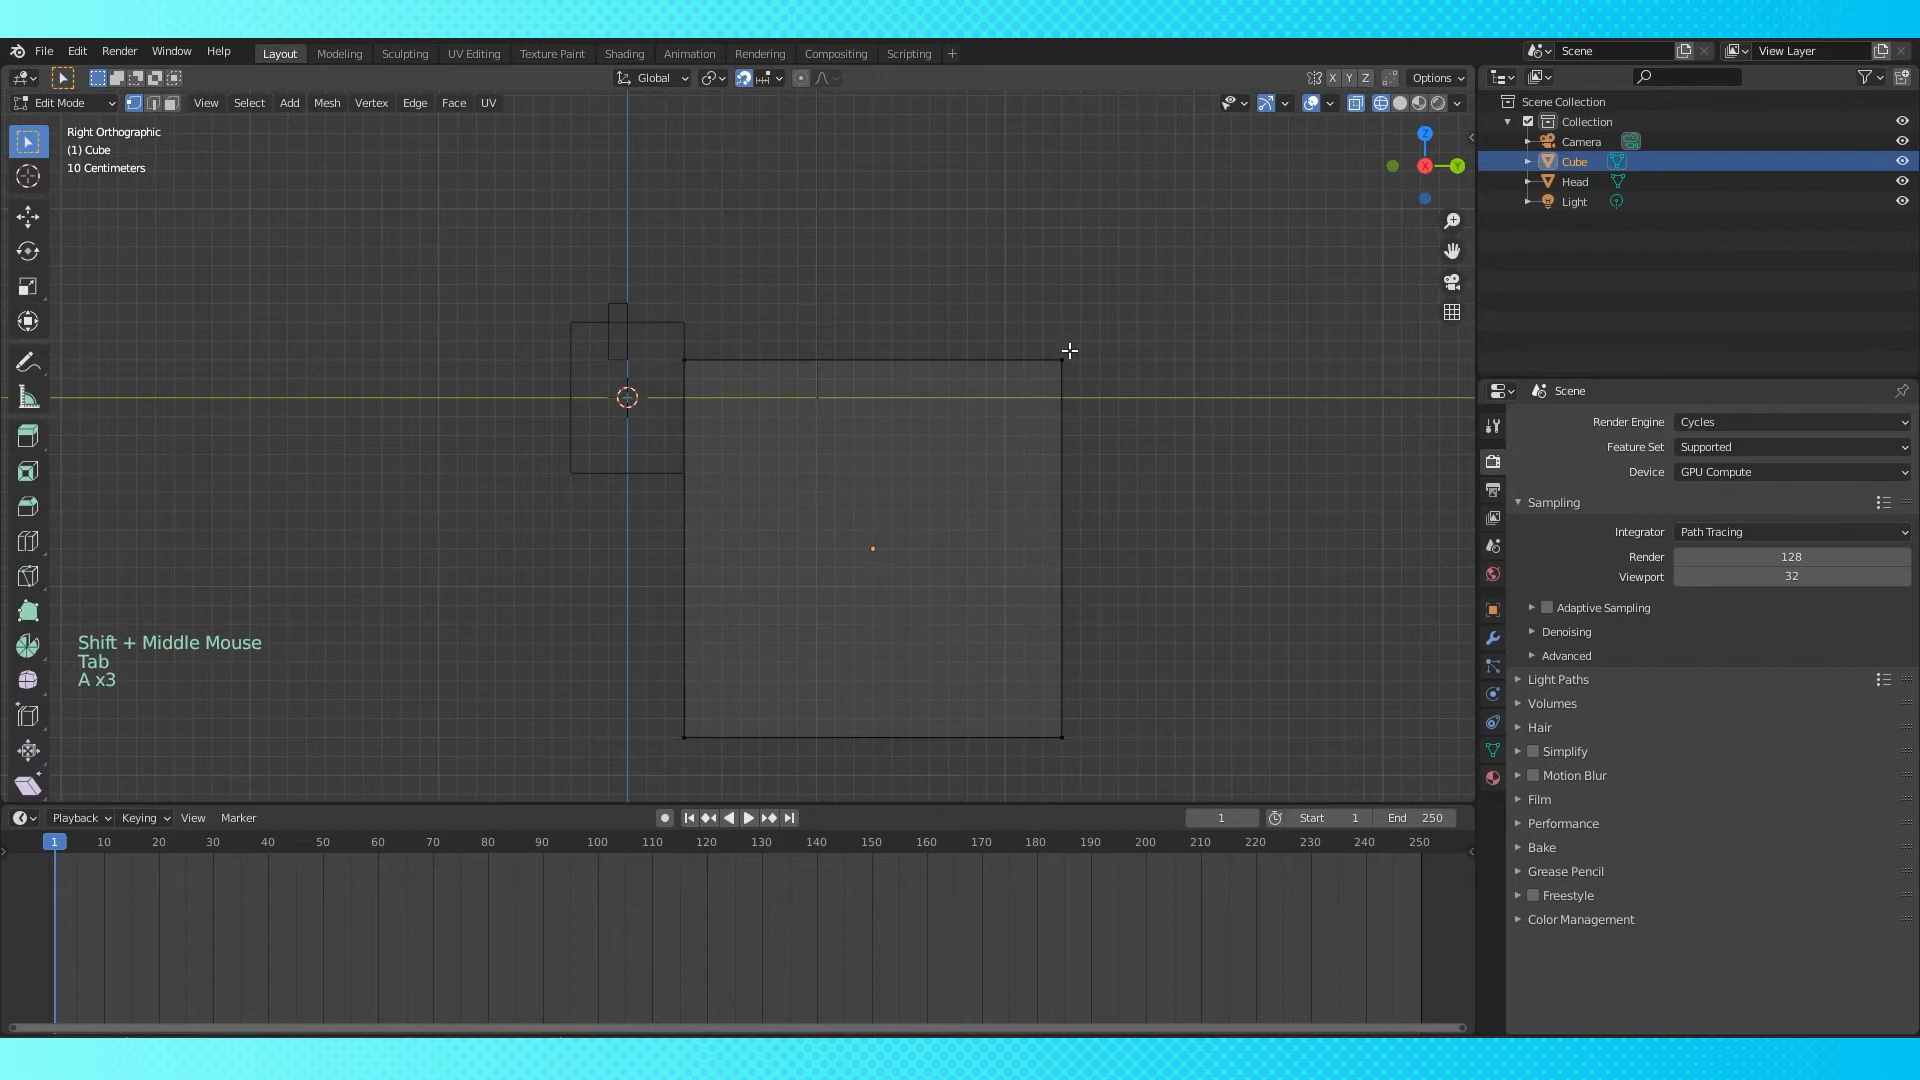 File Edit Render Window Help Layout Modeling Sculpting UV Editing Texture Paint Shading Animation Rendering Compositing Scripting + Scene View Layer
Global X Y Z Options
Edit Mode View Select Add Mesh Vertex Edge Face UV
Right Orthographic
(1) Cube
10 Centimeters
Z
X
Y
Shift + Middle Mouse
Tab
A x3
Scene Collection
Collection
Camera
Cube
Head
Light
Scene
Render Engine Cycles
Feature Set Supported
Device GPU Compute
Sampling
Integrator Path Tracing
Render 128
Viewport 32
Adaptive Sampling
Denoising
Advanced
Light Paths
Volumes
Hair
Simplify
Motion Blur
Film
Performance
Bake
Grease Pencil
Freestyle
Color Management
Playback Keying View Marker 1 Start 1 End 250
1 10 20 30 40 50 60 70 80 90 100 110 120 130 140 150 160 170 180 190 200 210 220 230 240 250